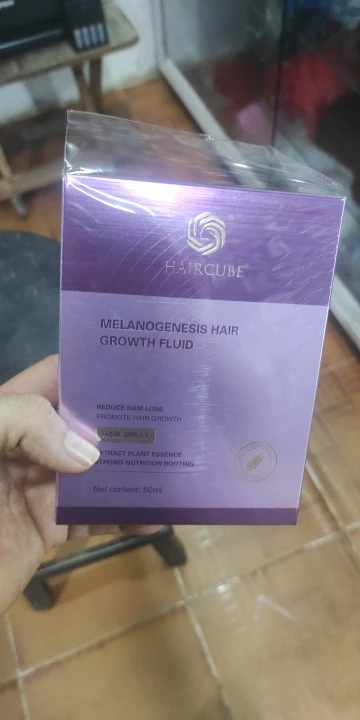 HAIRCUBE
MELANOGENESIS HAIR
GROWTH FLUID
REDUCE HAIR LOSS
PROMOTE HAIR GROWTH
HAIR SPRAY
EXTRACT PLANT ESSENCE
STRONG NUTRITION ROOTING
Net content: 60ml